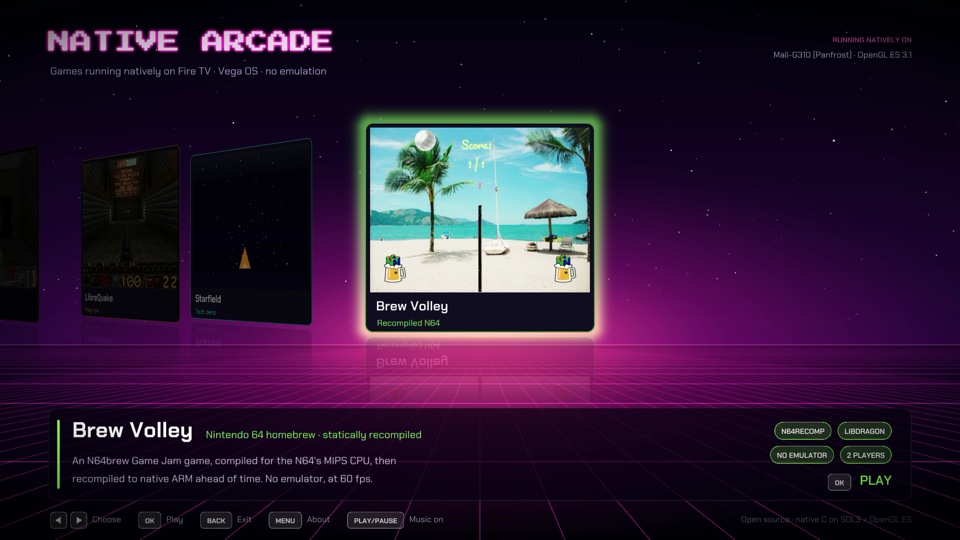 NATIVE ARCADE
Games running natively on Fire TV · Vega OS · no emulation
RUNNING NATIVELY ON
Mali-G310 [Panfrost] · OpenGL ES 3.1
Score:
1/1
100
22
LibreQuake
Starfield
Tech demo
Brew Volley
Recompiled N64
Brew Volley
Nintendo 64 homebrew · statically recompiled
An N64brew Game Jam game, compiled for the N64's MIPS CPU, then
recompiled to native ARM ahead of time. No emulator, at 60 fps.
N64RECOMP
LIBDRAGON
NO EMULATOR
2 PLAYERS
OK PLAY
Choose
OK Play
BACK Exit
MENU About
PLAY/PAUSE Music on
Open source · native C on SDL3 + OpenGL ES